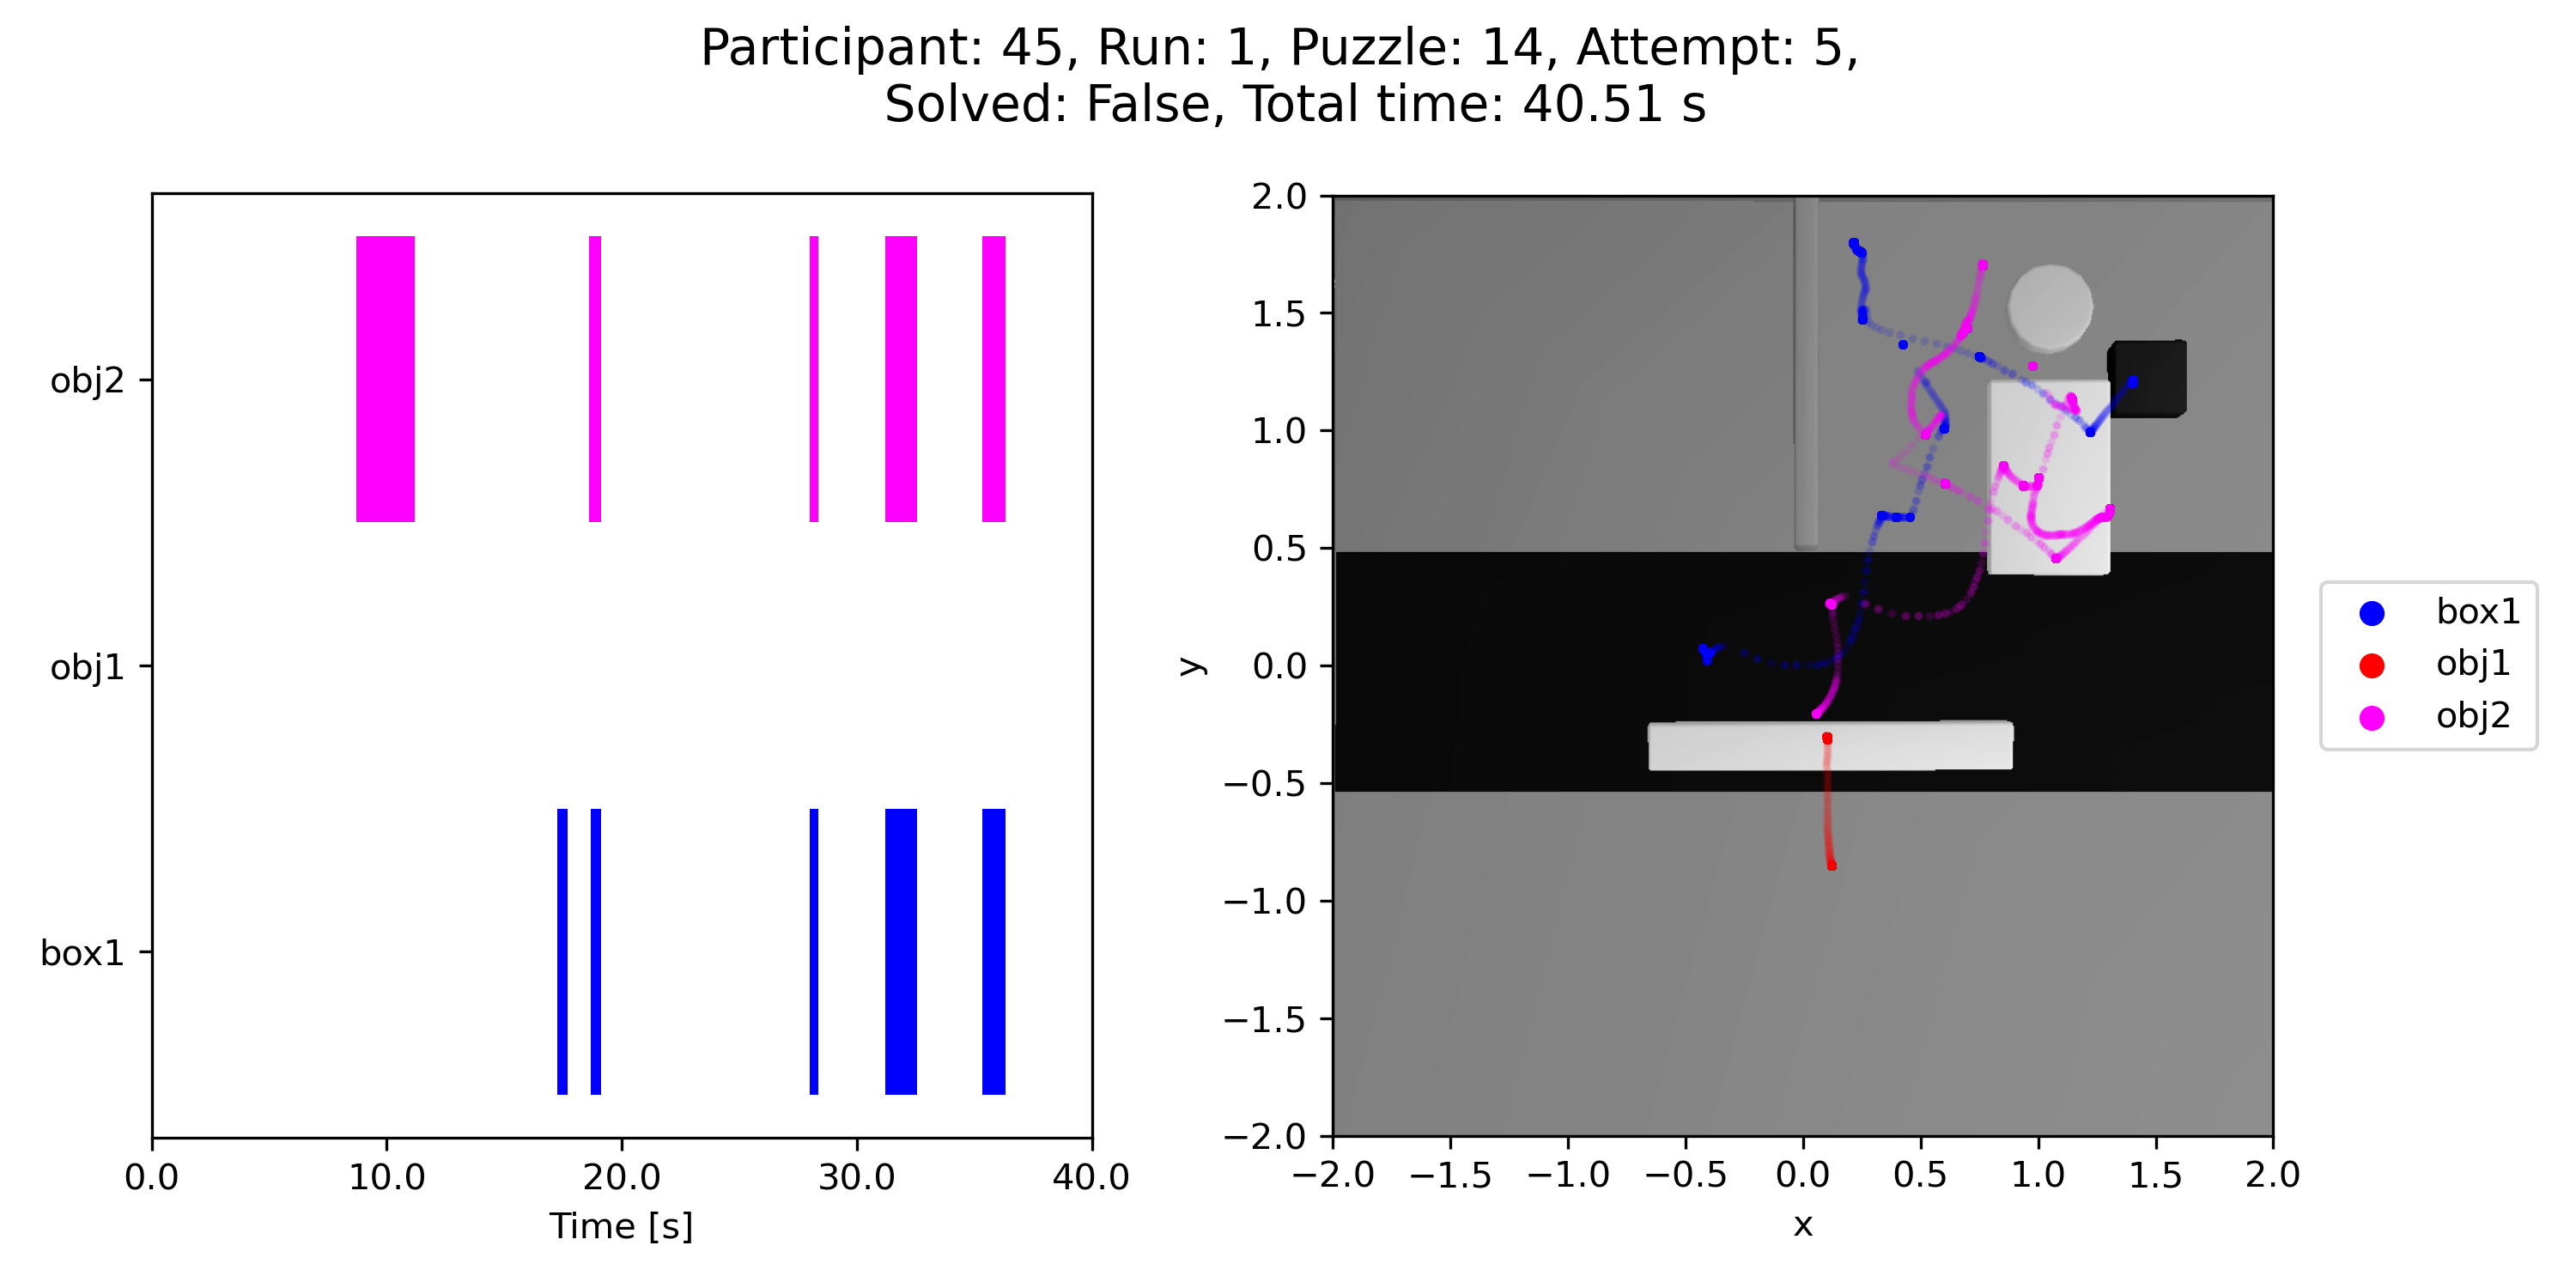 Participant: 45, Run: 1, Puzzle: 14, Attempt: 5,
Solved: False, Total time: 40.51 s
obj2
obj1
box1
0.0 10.0 20.0 30.0 40.0
Time [s]
2.0
1.5
1.0
0.5
0.0
−0.5
−1.0
−1.5
−2.0
y
−2.0 −1.5 −1.0 −0.5 0.0 0.5 1.0 1.5 2.0
x
box1
obj1
obj2